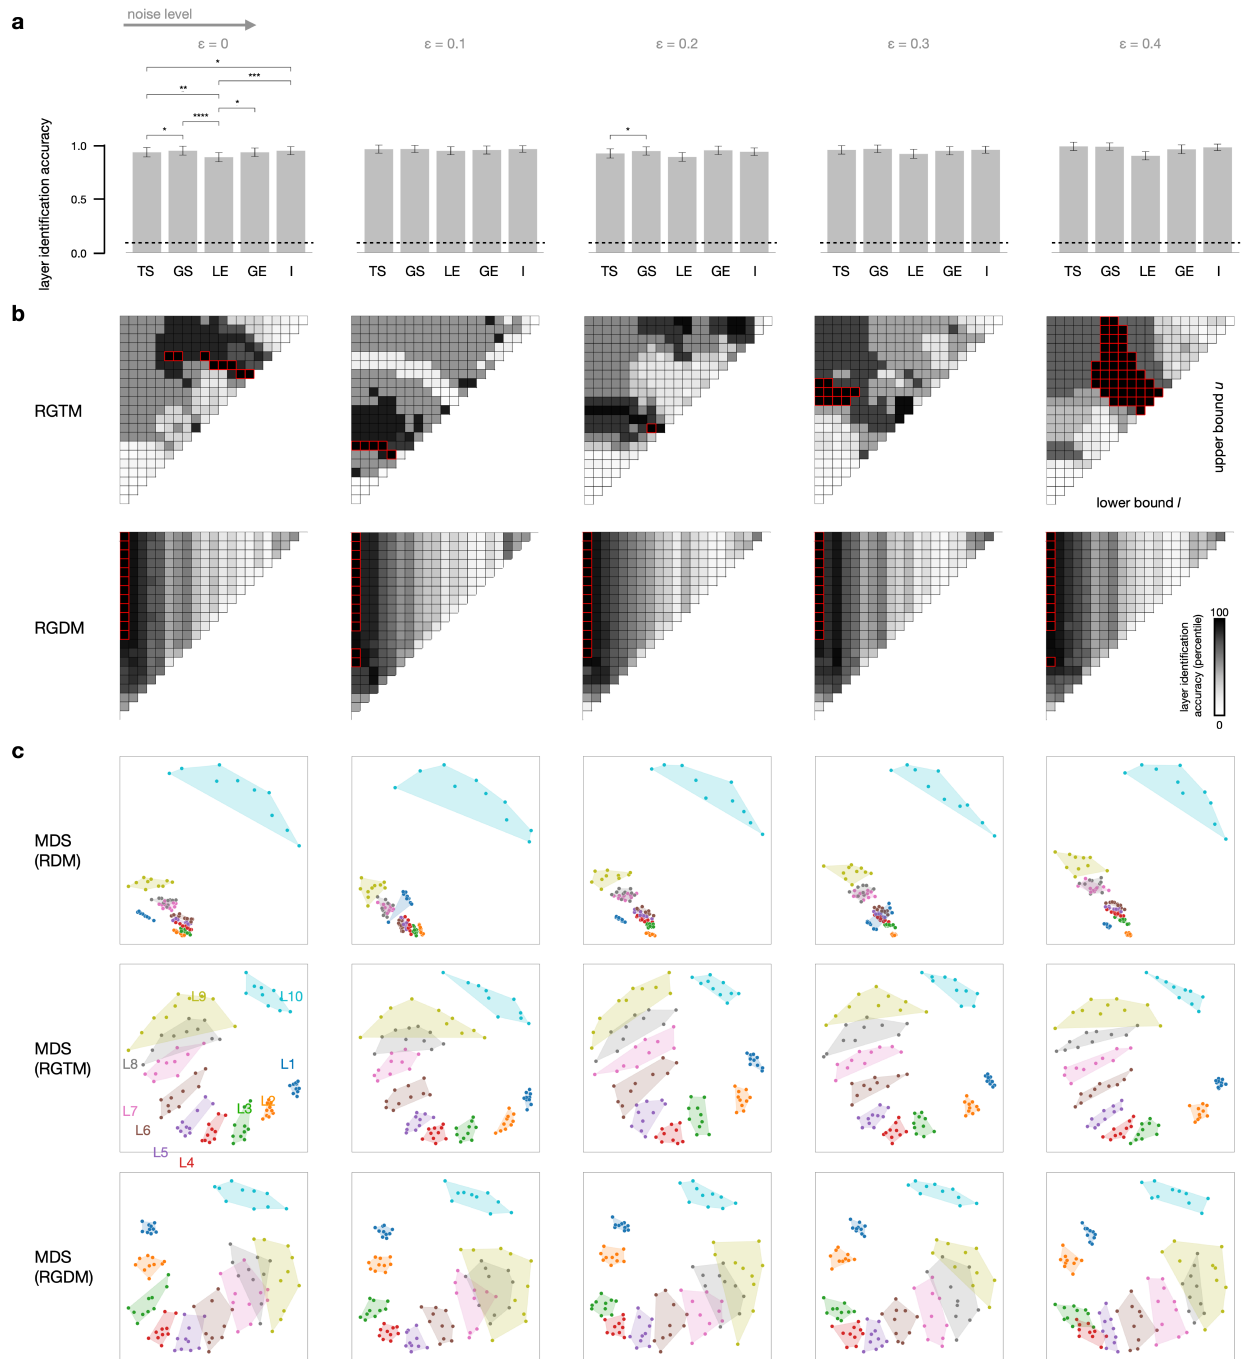 a
noise level
ε = 0
ε = 0.1
ε = 0.2
ε = 0.3
ε = 0.4
*
***
**
*
****
*
*
layer identification accuracy
1.0
0.5
0.0
TS GS LE GE I
TS GS LE GE I
TS GS LE GE I
TS GS LE GE I
TS GS LE GE I
b
RGTM
upper bound n
lower bound l
RGDM
layer identification
accuracy (percentile)
100
0
c
MDS
(RDM)
MDS
(RGTM)
L9
L10
L8
L1
L7
L3
L2
L6
L5
L4
MDS
(RGDM)